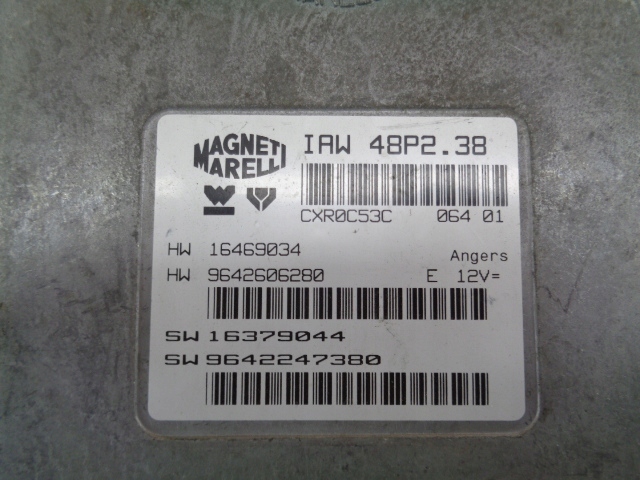 MAGNETI
MARELLI
IAW 48P2.38
CXR0C53C 064 01
HW 16469034
Angers
HW 9642606280 E 12V=
SW 16379044
SW 9642247380